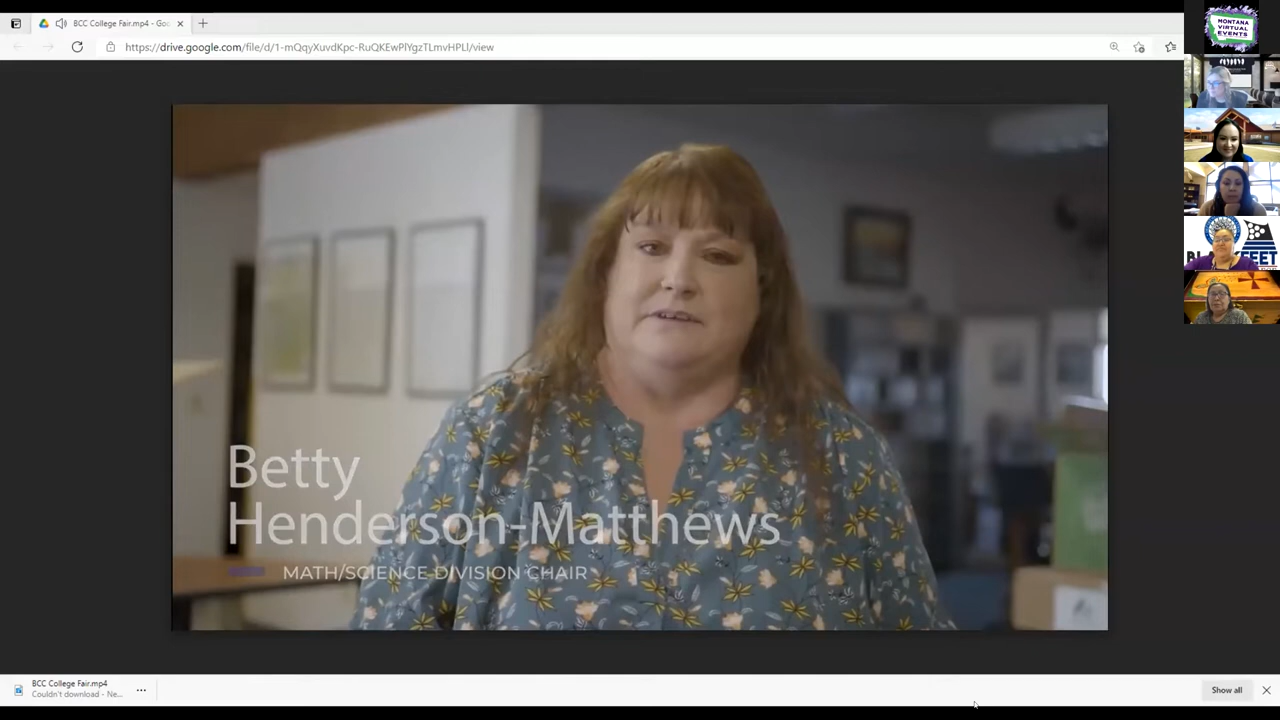 BCC College Fair.mp4 - Goo
https://drive.google.com/file/d/1-mQqyXuvdKpc-RuQKEwPlYgzTLmvHPLl/view
MONTANA
VIRTUAL
EVENTS
Betty
Henderson-Matthews
MATH/SCIENCE DIVISION CHAIR
BCC College Fair.mp4
Couldn't download - Ne...
Show all